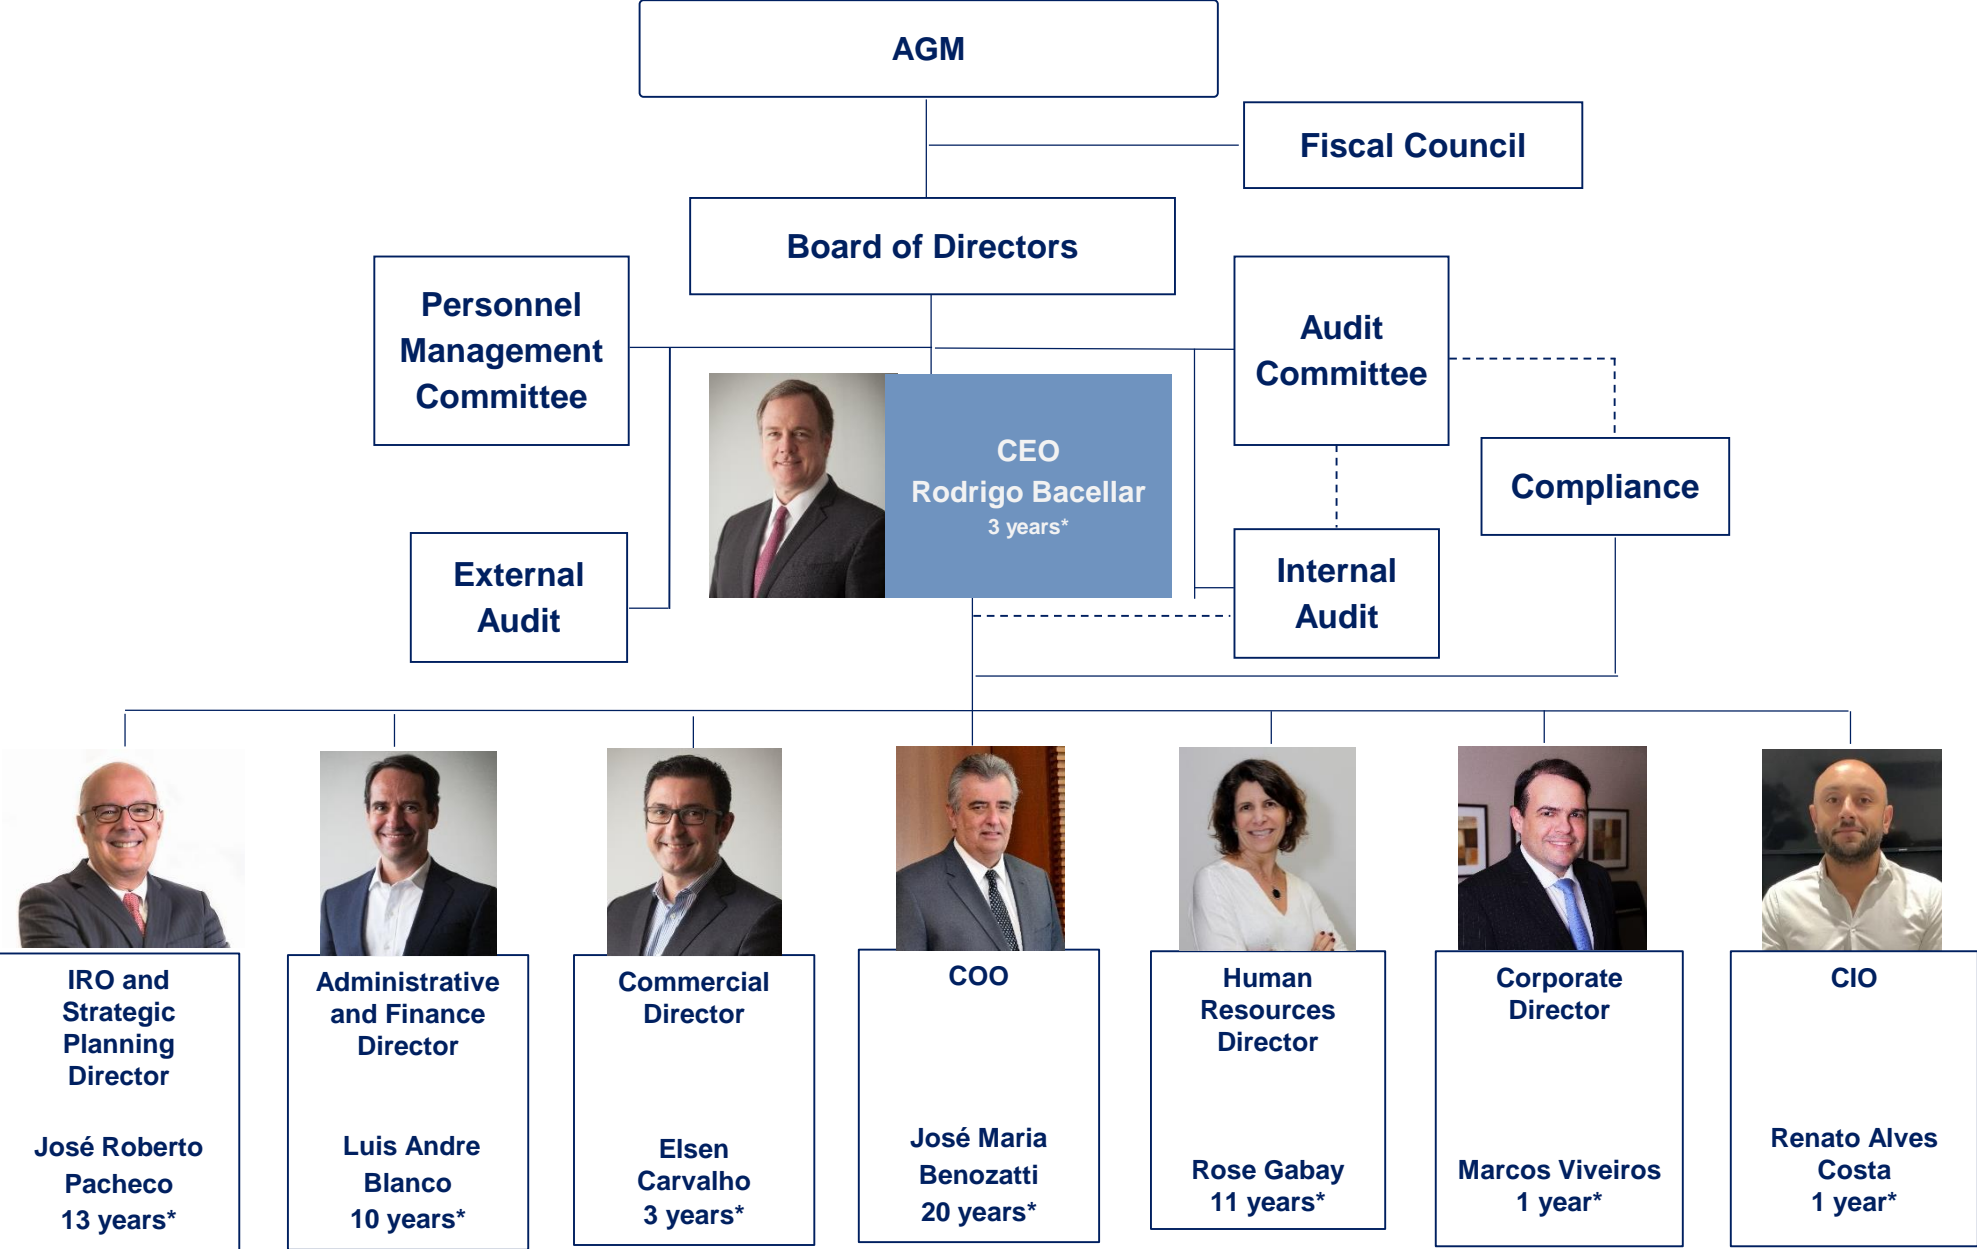 AGM
Fiscal Council
Board of Directors
Personnel
Management
Committee
Audit
Committee
CEO
Rodrigo Bacellar
3 years*
Compliance
External
Audit
Internal
Audit
IRO and
Strategic
Planning
Director
José Roberto
Pacheco
13 years*
Administrative
and Finance
Director
Luis Andre
Blanco
10 years*
Commercial
Director
Elsen
Carvalho
3 years*
COO
José Maria
Benozatti
20 years*
Human
Resources
Director
Rose Gabay
11 years*
Corporate
Director
Marcos Viveiros
1 year*
CIO
Renato Alves
Costa
1 year*